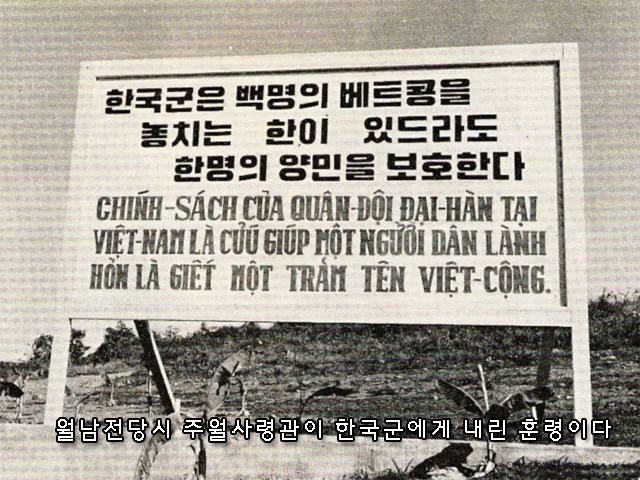 한국군은 백명의 베트콩을
놓치는 한이 있드라도
한명의 양민을 보호한다
CHÍNH-SÁCH CỦA QUÂN-ĐỘI ĐẠI-HÀN TẠI
VIỆT-NAM LÀ CỨU GIÚP MỘT NGƯỜI DÂN LÀNH
HƠN LÀ GIẾT MỘT TRĂM TÊN VIỆT-CỘNG.
월남전당시 주월사령관이 한국군에게 내린 훈령이다